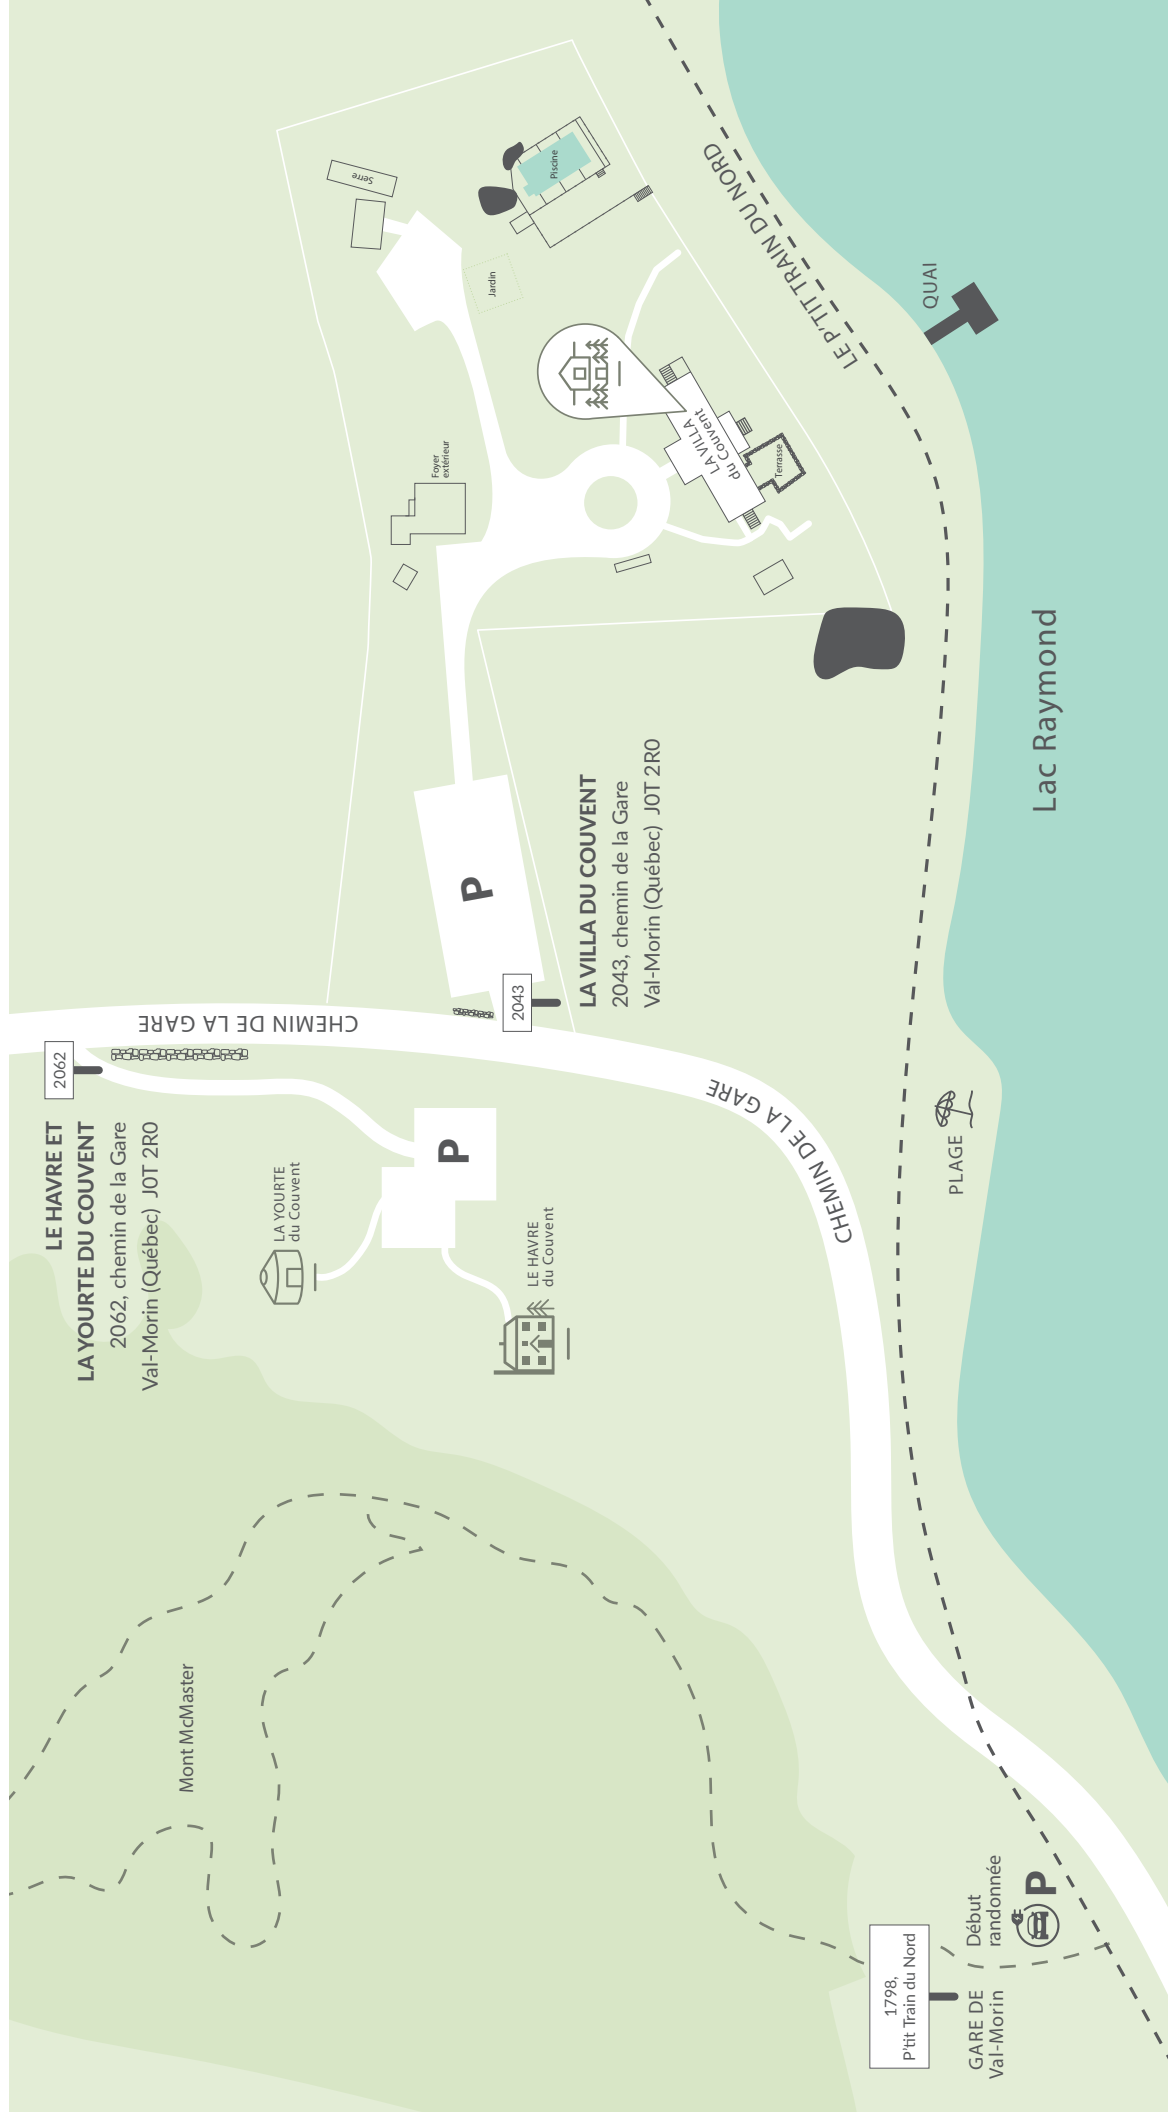 Mont McMaster
LE HAVRE ET
LA YOURTE DU COUVENT
2062, chemin de la Gare
Val-Morin (Québec)  J0T 2R0
2062
CHEMIN DE LA GARE
LA YOURTE
du Couvent
P
LE HAVRE
du Couvent
2043
P
LA VILLA DU COUVENT
2043, chemin de la Gare
Val-Morin (Québec)  J0T 2R0
Foyer
extérieur
Serre
Jardin
Piscine
LA VILLA
du Couvent
Terrasse
CHEMIN DE LA GARE
LE P'TIT TRAIN DU NORD
QUAI
PLAGE
Lac Raymond
1798,
P'tit Train du Nord
GARE DE
Val-Morin
Début
randonnée
P